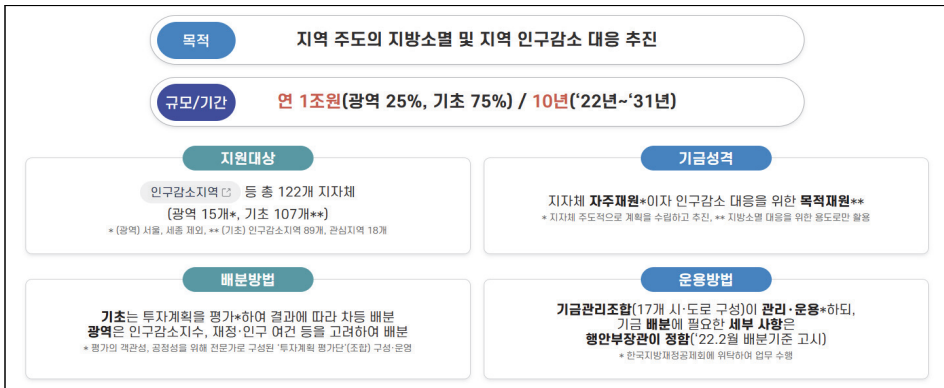 목적
지역 주도의 지방소멸 및 지역 인구감소 대응 추진
규모/기간
연 1조원(광역 25%, 기초 75%) / 10년(‘22년~‘31년)
지원대상
인구감소지역 등 총 122개 지자체
(광역 15개*, 기초 107개**)
* (광역) 서울, 세종 제외, ** (기초) 인구감소지역 89개, 관심지역 18개
기금성격
지자체 자주재원*이자 인구감소 대응을 위한 목적재원**
* 지자체 주도적으로 계획을 수립하고 추진, ** 지방소멸 대응을 위한 용도로만 활용
배분방법
기초는 투자계획을 평가*하여 결과에 따라 차등 배분
광역은 인구감소지수, 재정·인구 여건 등을 고려하여 배분
* 평가의 객관성, 공정성을 위해 전문가로 구성된 ‘투자계획 평가단’(조합) 구성·운영
운용방법
기금관리조합(17개 시·도로 구성)이 관리·운용*하되,
기금 배분에 필요한 세부 사항은
행안부장관이 정함(‘22.2월 배분기준 고시)
* 한국지방재정공제회에 위탁하여 업무 수행